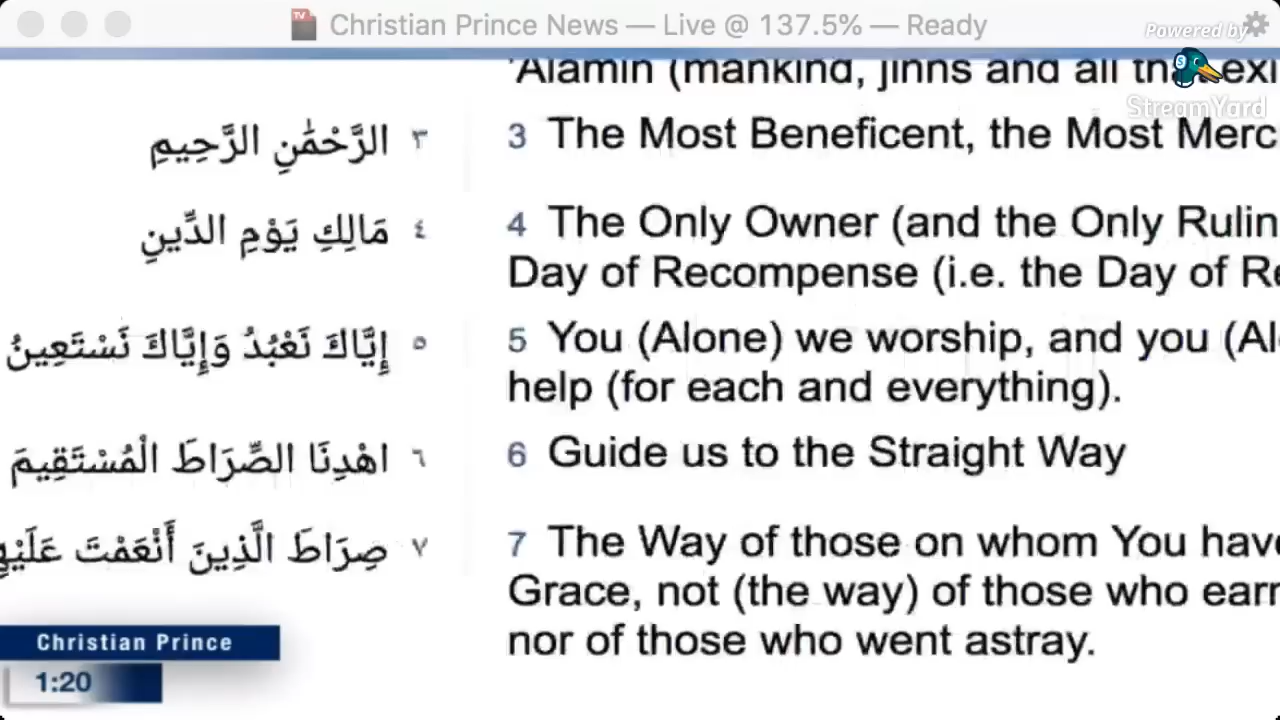 Christian Prince News — Live @ 137.5% — Ready
Powered by
StreamYard
'Alamin (mankind, jinns and all
الرَّحْمَٰنِ الرَّحِيمِ ٣
3 The Most Beneficent, the Most Merc
مَالِكِ يَوْمِ الدِّينِ ٤
4 The Only Owner (and the Only Rulin
Day of Recompense (i.e. the Day of Re
إِيَّاكَ نَعْبُدُ وَإِيَّاكَ نَسْتَعِينُ ٥
5 You (Alone) we worship, and you (Al
help (for each and everything).
اهْدِنَا الصِّرَاطَ الْمُسْتَقِيمَ ٦
6 Guide us to the Straight Way
صِرَاطَ الَّذِينَ أَنْعَمْتَ عَلَيْهِ ٧
7 The Way of those on whom You have
Grace, not (the way) of those who earn
nor of those who went astray.
Christian Prince
1:20